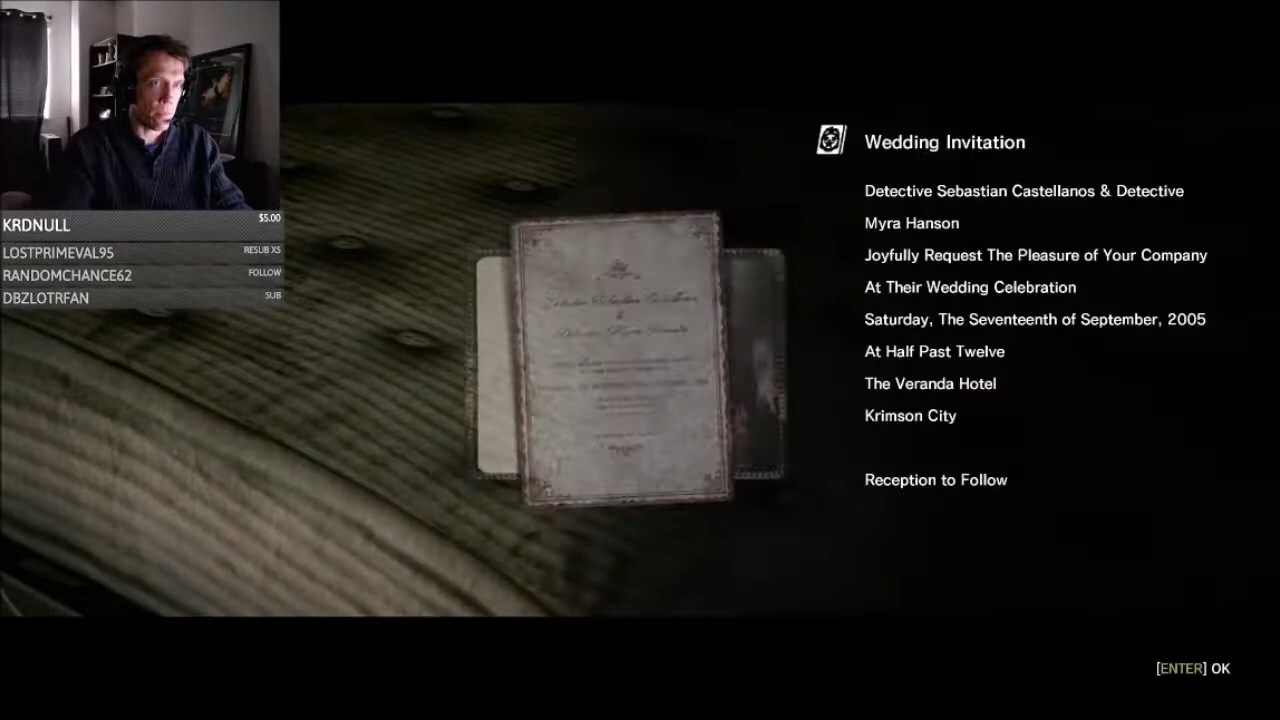 KRDNULL $5.00
LOSTPRIMEVAL95 RESUB X5
RANDOMCHANCE62 FOLLOW
DBZLOTRFAN SUB
Wedding Invitation
Detective Sebastian Castellanos & Detective
Myra Hanson
Joyfully Request The Pleasure of Your Company
At Their Wedding Celebration
Saturday, The Seventeenth of September, 2005
At Half Past Twelve
The Veranda Hotel
Krimson City
Reception to Follow
[ENTER] OK